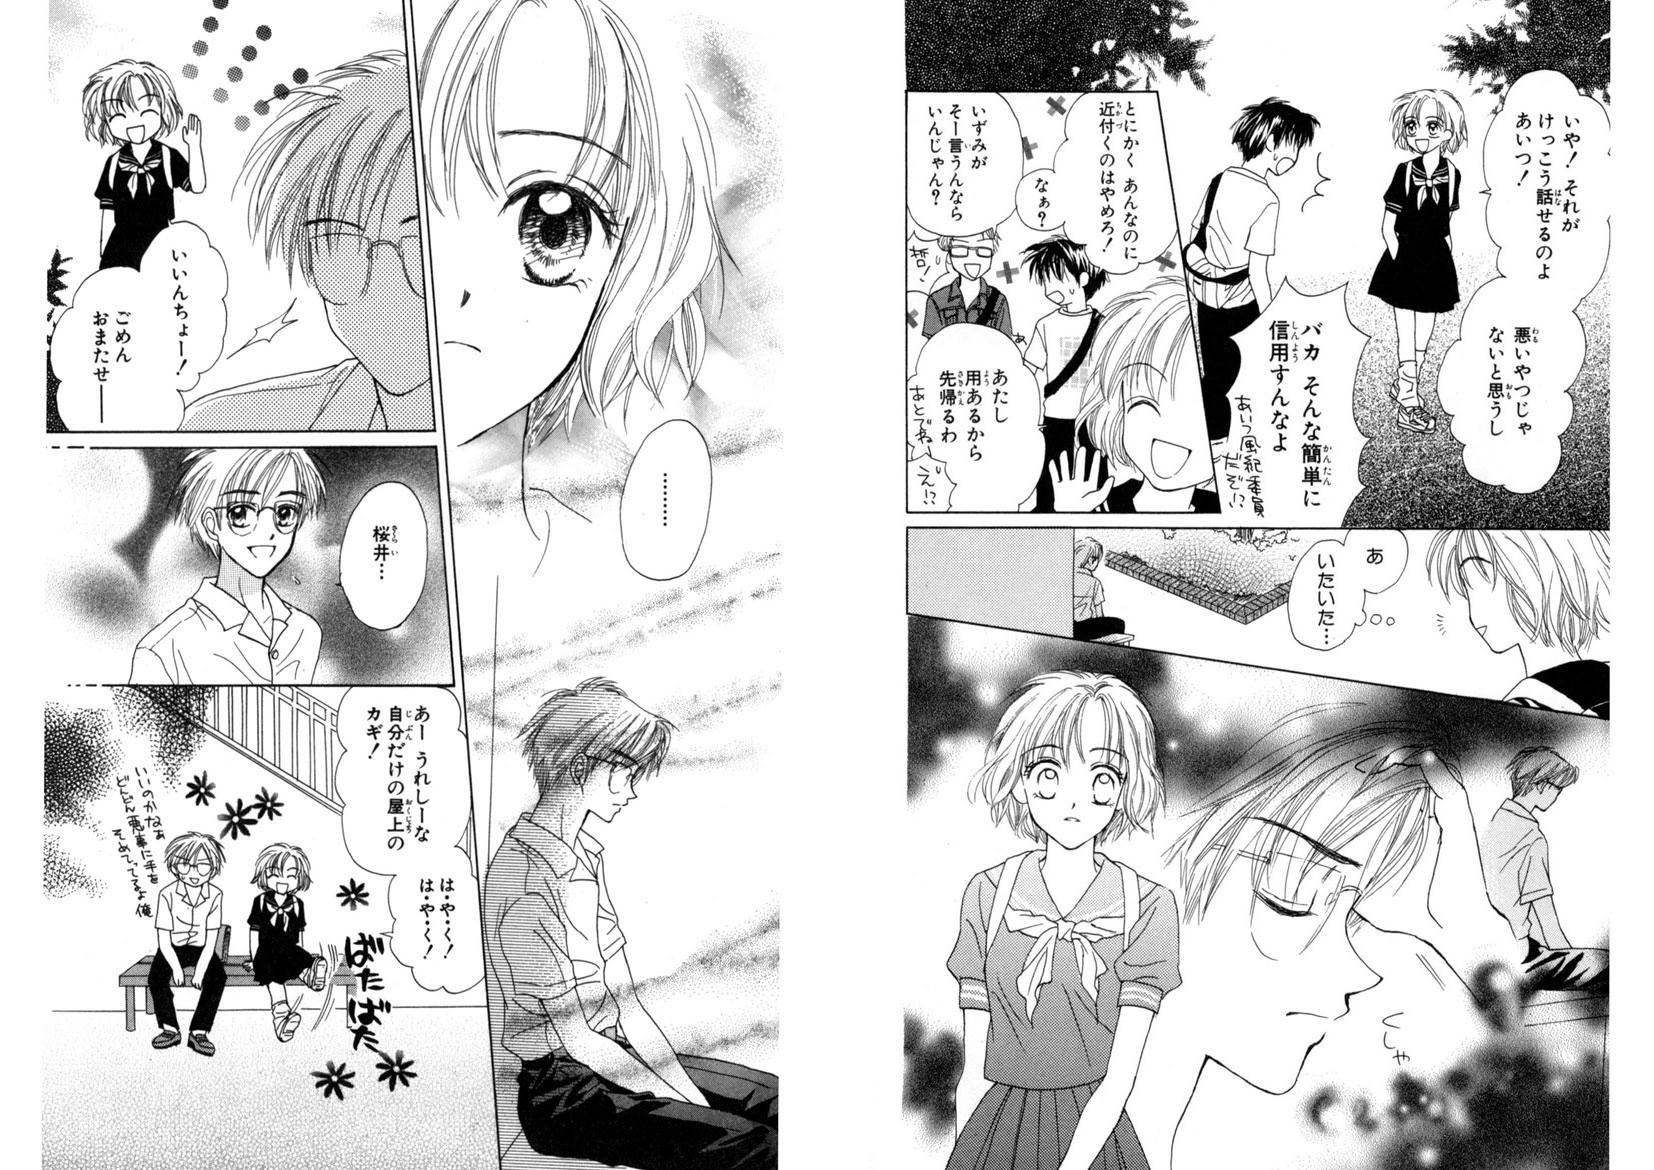 いや！それが
けっこう話せるのよ
あいつ！
悪いやつじゃ
ないと思うし
バカ そんな簡単に
信用すんなよ
あいつ風紀委員
だぞ!?
とにかく あんなのに
近付くのはやめろ！
なぁ？
いずみが
そー言うんなら
いんじゃん？
哲！
あたし
用あるから
先帰るわ
あとでね
え!?
あ
いたいた…
くしゃ
………
いいんちょー！
ごめん
おまたせ――
桜井…
あー うれしーな
自分だけの屋上の
カギ！
は・や・く！
は・や・く！
ばたばた
いいのかなぁ
どんどん悪事に手を
そめてってるよ俺